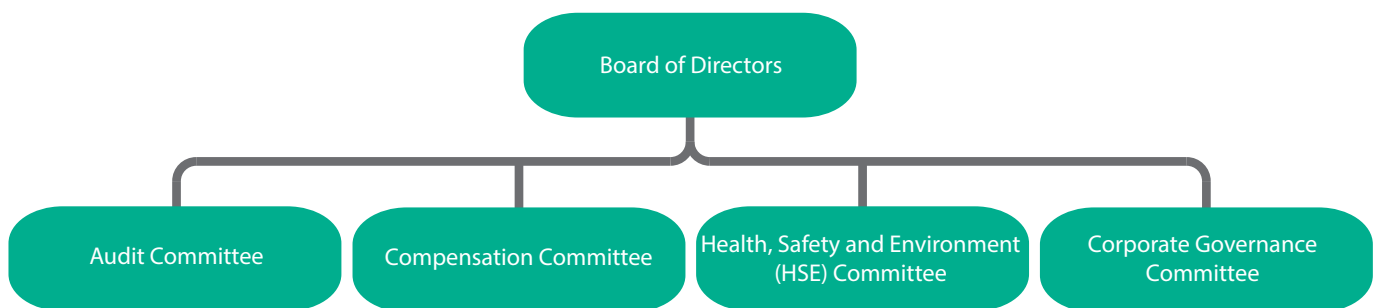 Board of Directors
Audit Committee
Compensation Committee
Health, Safety and Environment
(HSE) Committee
Corporate Governance
Committee